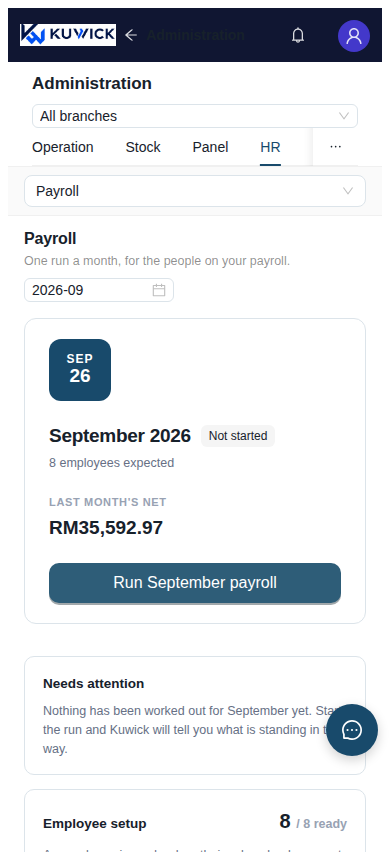 KUWICK
Administration
Administration
All branches
Operation Stock Panel HR ...
Payroll
Payroll
One run a month, for the people on your payroll.
2026-09
SEP
26
September 2026 Not started
8 employees expected
LAST MONTH'S NET
RM35,592.97
Run September payroll
Needs attention
Nothing has been worked out for September yet. Start
the run and Kuwick will tell you what is standing in the
way.
Employee setup 8 / 8 ready